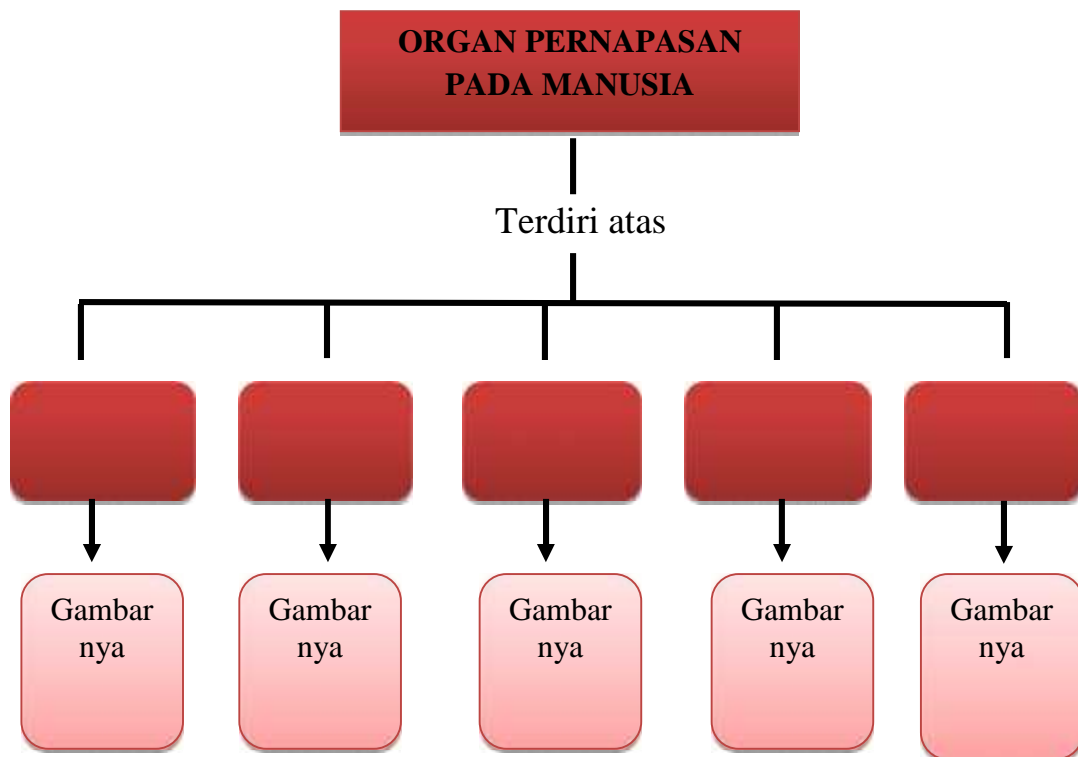 ORGAN PERNAPASAN
PADA MANUSIA
Terdiri atas
Gambar
nya
Gambar
nya
Gambar
nya
Gambar
nya
Gambar
nya